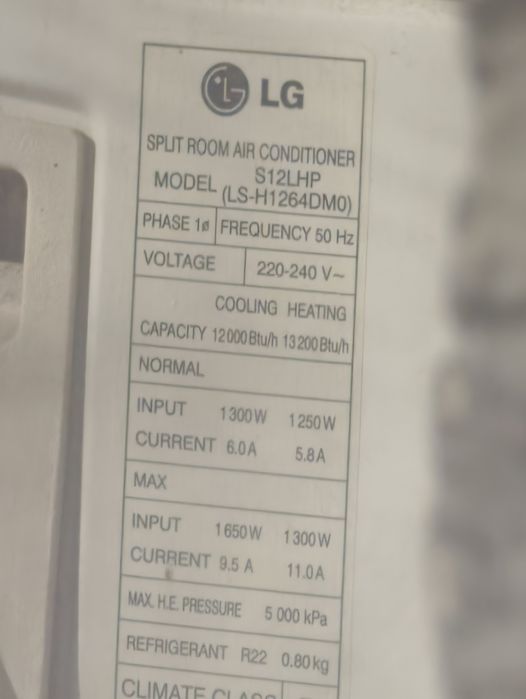 LG
SPLIT ROOM AIR CONDITIONER
MODEL S12LHP
(LS-H1264DM0)
PHASE 1ø FREQUENCY 50 Hz
VOLTAGE 220-240 V~
COOLING HEATING
CAPACITY 12000Btu/h 13200Btu/h
NORMAL
INPUT 1300W 1250W
CURRENT 6.0A 5.8A
MAX
INPUT 1650W 1300W
CURRENT 9.5 A 11.0A
MAX. H.E. PRESSURE 5 000 kPa
REFRIGERANT R22 0.80kg
CLIMATE CLASS